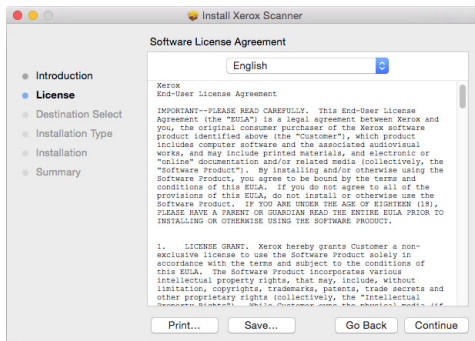 Install Xerox Scanner
Software License Agreement
English
Introduction
License
Destination Select
Installation Type
Installation
Summary
Xerox
End-User License Agreement
IMPORTANT--PLEASE READ CAREFULLY. This End-User License
Agreement (the "EULA") is a legal agreement between Xerox and
you, the original consumer purchaser of the Xerox software
product identified above (the "Customer"), which product
includes computer software and the associated audiovisual
works, and may include printed materials, and electronic or
"online" documentation and/or related media (collectively, the
"Software Product"). By installing and/or otherwise using the
Software Product, you agree to be bound by the terms and
conditions of this EULA. If you do not agree to all of the
provisions of this EULA, do not install or otherwise use the
Software Product. IF YOU ARE UNDER THE AGE OF EIGHTEEN (18),
PLEASE HAVE A PARENT OR GUARDIAN READ THE ENTIRE EULA PRIOR TO
INSTALLING OR OTHERWISE USING THE SOFTWARE PRODUCT.
1. LICENSE GRANT. Xerox hereby grants Customer a non-
exclusive license to use the Software Product solely in
accordance with the terms and subject to the conditions of
this EULA. The Software Product incorporates various
intellectual property rights, that may, include, without
limitation, copyrights, trademarks, patents, trade secrets and
other proprietary rights (collectively, the "Intellectual
Property Rights"). While Customer owns the physical media (if
Print...
Save...
Go Back
Continue